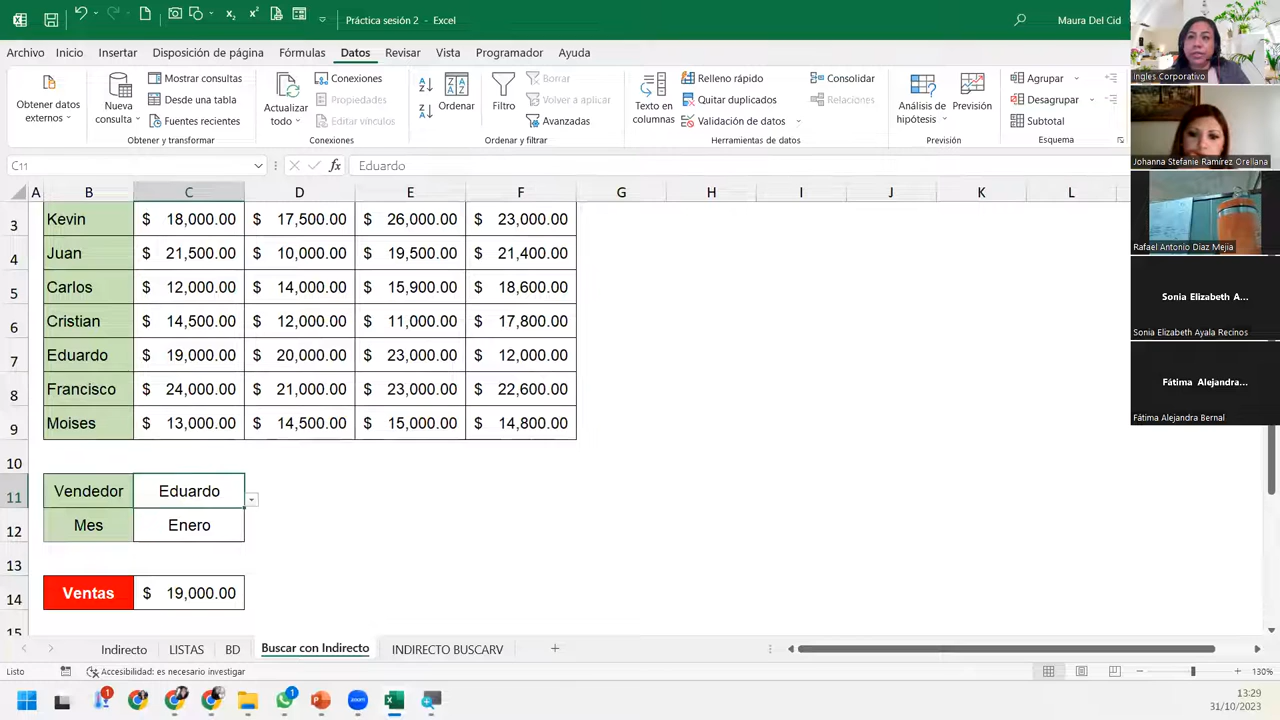 Práctica sesión 2 - Excel
Maura Del Cid
Archivo Inicio Insertar Disposición de página Fórmulas Datos Revisar Vista Programador Ayuda
Obtener datos externos
Nueva consulta
Mostrar consultas
Desde una tabla
Fuentes recientes
Obtener y transformar
Actualizar todo
Conexiones
Propiedades
Editar vínculos
Conexiones
Ordenar
Filtro
Borrar
Volver a aplicar
Avanzadas
Ordenar y filtrar
Texto en columnas
Relleno rápido
Quitar duplicados
Validación de datos
Consolidar
Relaciones
Herramientas de datos
Análisis de hipótesis
Previsión
Previsión
Agrupar
Desagrupar
Subtotal
Esquema
C11 fx Eduardo
A B C D E F G H I J K L
3 Kevin $ 18,000.00 $ 17,500.00 $ 26,000.00 $ 23,000.00
4 Juan $ 21,500.00 $ 10,000.00 $ 19,500.00 $ 21,400.00
5 Carlos $ 12,000.00 $ 14,000.00 $ 15,900.00 $ 18,600.00
6 Cristian $ 14,500.00 $ 12,000.00 $ 11,000.00 $ 17,800.00
7 Eduardo $ 19,000.00 $ 20,000.00 $ 23,000.00 $ 12,000.00
8 Francisco $ 24,000.00 $ 21,000.00 $ 23,000.00 $ 22,600.00
9 Moises $ 13,000.00 $ 14,500.00 $ 15,000.00 $ 14,800.00
10
11 Vendedor Eduardo
12 Mes Enero
13
14 Ventas $ 19,000.00
15
Indirecto LISTAS BD Buscar con Indirecto INDIRECTO BUSCARV
Listo Accesibilidad: es necesario investigar 130%
13:29
31/10/2023
Ingles Corporativo
Johanna Stefanie Ramírez Orellana
Rafael Antonio Díaz Mejia
Sonia Elizabeth A...
Sonia Elizabeth Ayala Recinos
Fátima Alejandra...
Fátima Alejandra Bernal